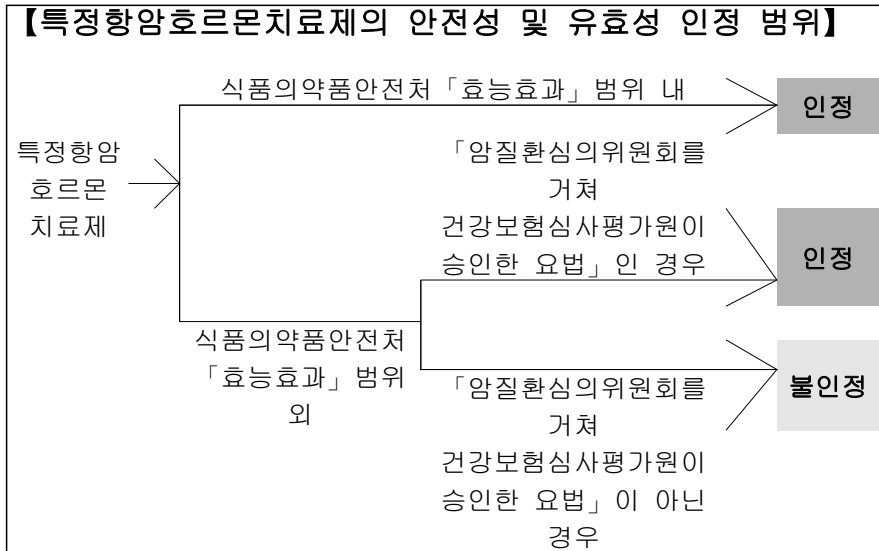 【특정항암호르몬치료제의 안전성 및 유효성 인정 범위】
식품의약품안전처「효능효과」범위 내
인정
특정항암
호르몬
치료제
「암질환심의위원회를
거쳐
건강보험심사평가원이
승인한 요법」인 경우
인정
식품의약품안전처
「효능효과」범위
외
불인정
「암질환심의위원회를
거쳐
건강보험심사평가원이
승인한 요법」이 아닌
경우